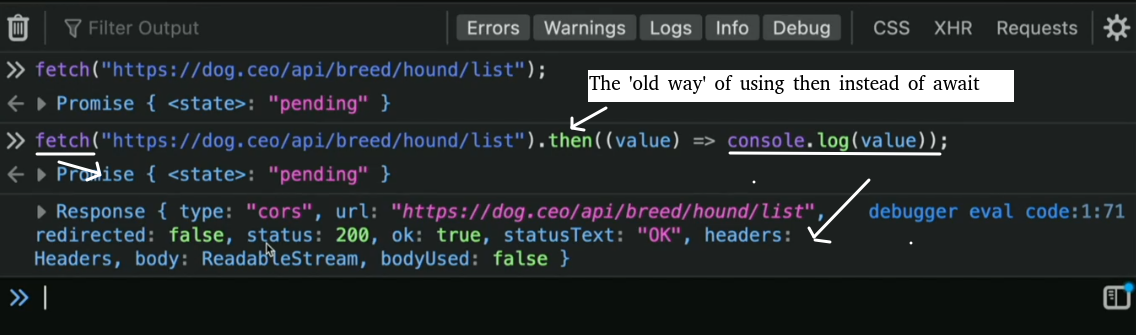 Filter Output Errors Warnings Logs Info Debug CSS XHR Requests
>> fetch("https://dog.ceo/api/breed/hound/list");
The 'old way' of using then instead of await
← ▶ Promise { <state>: "pending" }
>> fetch("https://dog.ceo/api/breed/hound/list").then((value) => console.log(value));
← ▶ Promise { <state>: "pending" }
▶ Response { type: "cors", url: "https://dog.ceo/api/breed/hound/list", debugger eval code:1:71
redirected: false, status: 200, ok: true, statusText: "OK", headers:
Headers, body: ReadableStream, bodyUsed: false }
>>